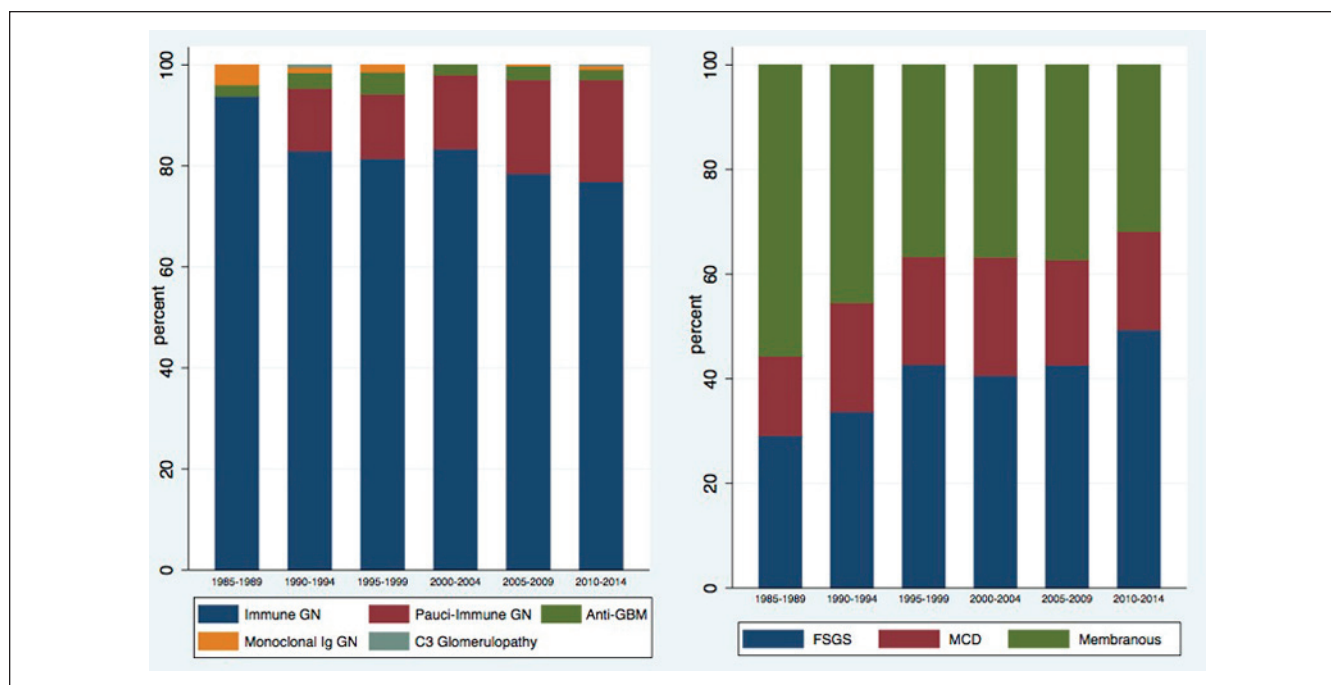 percent
100
80
60
40
20
0
1985-1989 1990-1994 1995-1999 2000-2004 2005-2009 2010-2014
Immune GN Pauci-Immune GN Anti-GBM
Monoclonal Ig GN C3 Glomerulopathy
percent
100
80
60
40
20
0
1985-1989 1990-1994 1995-1999 2000-2004 2005-2009 2010-2014
FSGS MCD Membranous